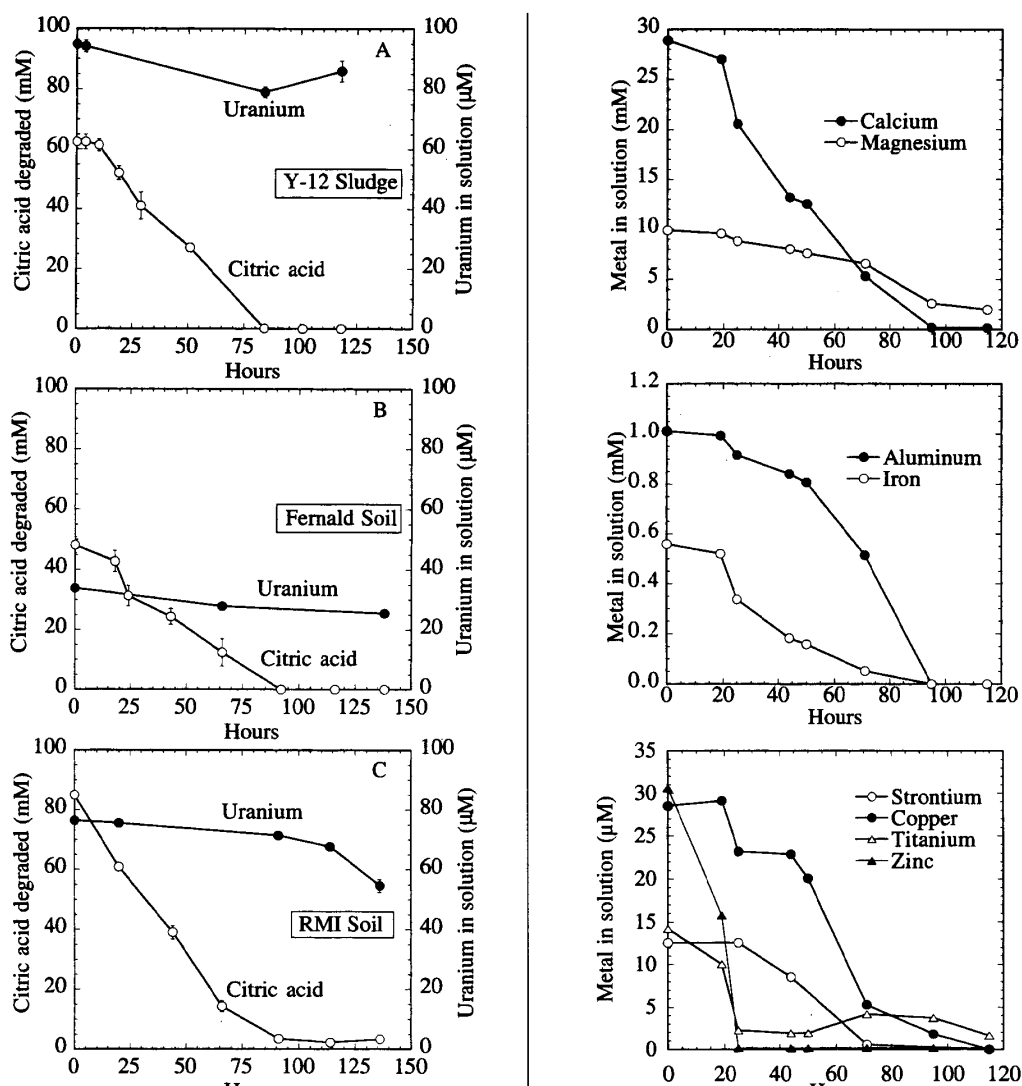 100
80
60
40
20
0
Citric acid degraded (mM)
A
Uranium
Y-12 Sludge
Citric acid
100
80
60
40
20
0
Uranium in solution (μM)
0 25 50 75 100 125 150
Hours
100
80
60
40
20
0
Citric acid degraded (mM)
B
Fernald Soil
Uranium
Citric acid
100
80
60
40
20
0
Uranium in solution (μM)
0 25 50 75 100 125 150
Hours
100
80
60
40
20
0
Citric acid degraded (mM)
C
Uranium
RMI Soil
Citric acid
100
80
60
40
20
0
Uranium in solution (μM)
0 25 50 75 100 125 150
30
25
20
15
10
5
0
Metal in solution (mM)
Calcium
Magnesium
0 20 40 60 80 100 120
Hours
1.2
1.0
0.8
0.6
0.4
0.2
0.0
Metal in solution (mM)
Aluminum
Iron
0 20 40 60 80 100 120
Hours
35
30
25
20
15
10
5
0
Metal in solution (μM)
Strontium
Copper
Titanium
Zinc
0 20 40 60 80 100 120